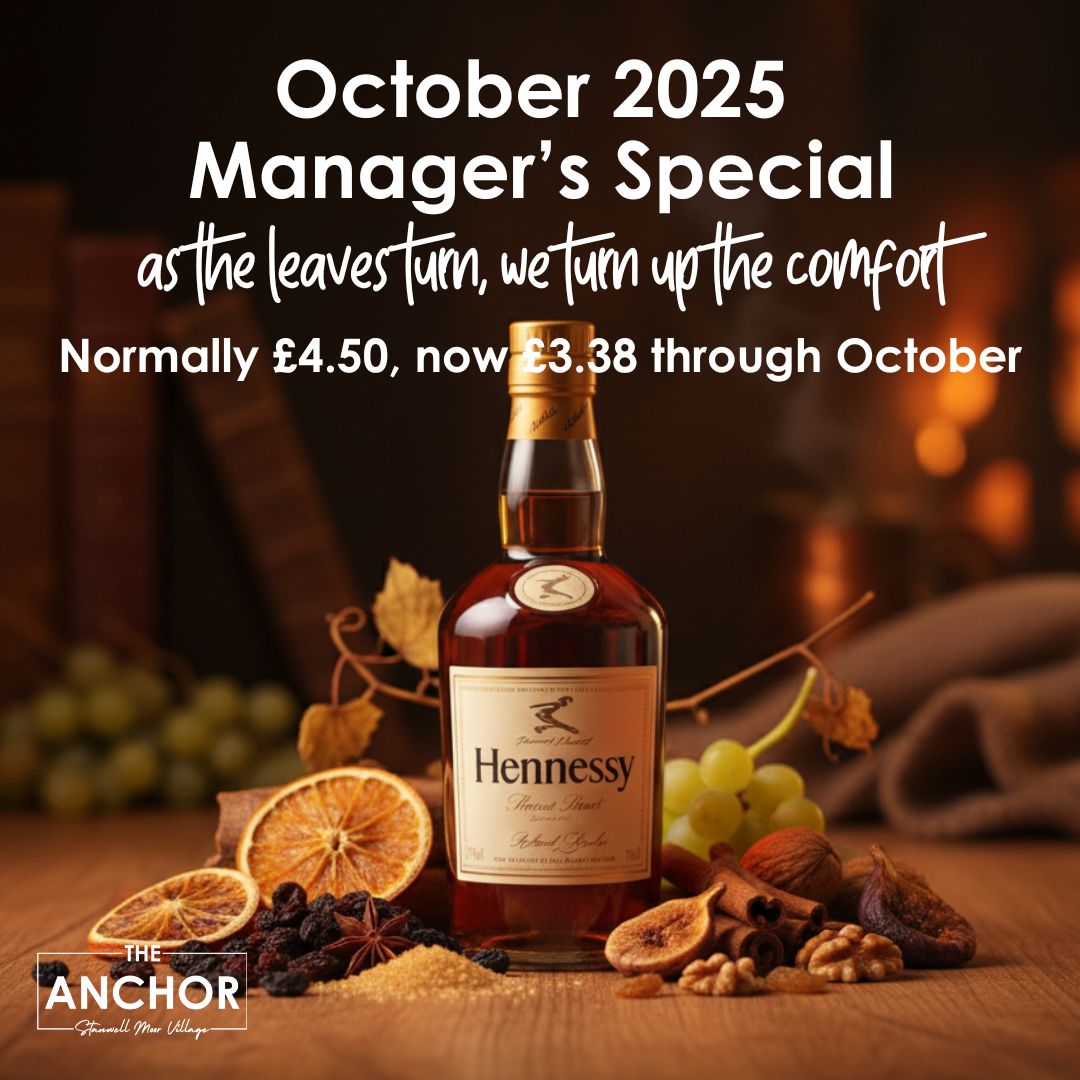 October 2025
Manager's Special
as the leaves turn, we turn up the comfort
Normally £4.50, now £3.38 through October
Hennessy
THE
ANCHOR
Stanwell Moor Village